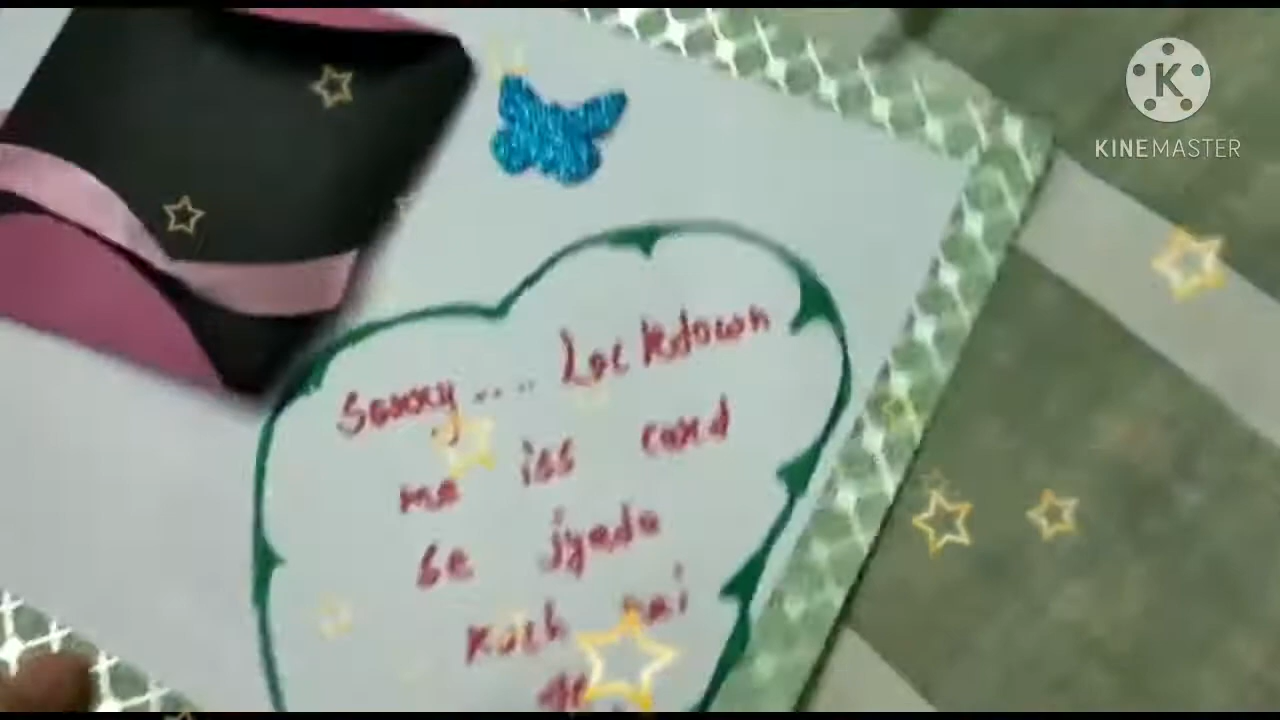 KINEMASTER
Sorry.... Lockdown
me iss card
se jyada
kuch nai